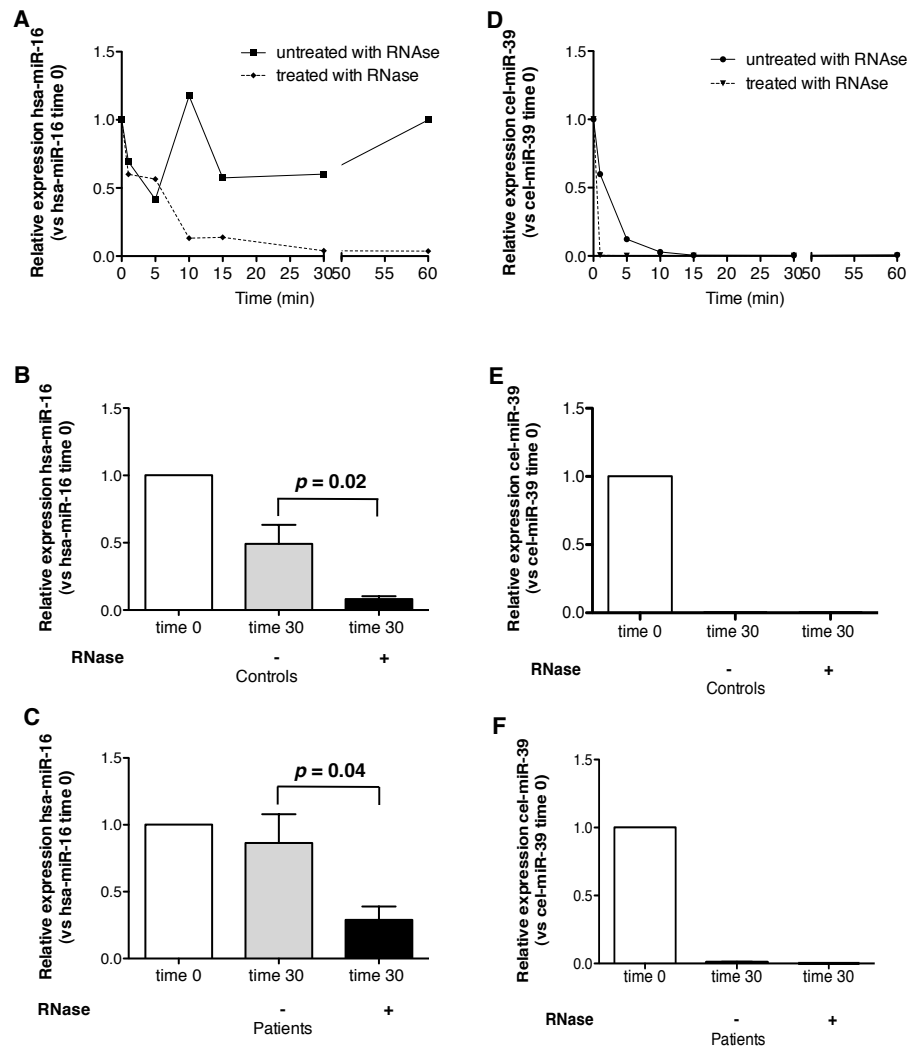 A
Relative expression hsa-miR-16
(vs hsa-miR-16 time 0)
1.5
1.0
0.5
0.0
untreated with RNAse
treated with RNase
0 5 10 15 20 25 30 50 55 60
Time (min)
D
Relative expression cel-miR-39
(vs cel-miR-39 time 0)
1.5
1.0
0.5
0.0
untreated with RNAse
treated with RNAse
0 5 10 15 20 25 30 50 55 60
Time (min)
B
Relative expression hsa-miR-16
(vs hsa-miR-16 time 0)
1.5
1.0
0.5
0.0
p = 0.02
time 0 time 30 time 30
RNase - +
Controls
E
Relative expression cel-miR-39
(vs cel-miR-39 time 0)
1.5
1.0
0.5
0.0
time 0 time 30 time 30
RNase - +
Controls
C
Relative expression hsa-miR-16
(vs hsa-miR-16 time 0)
1.5
1.0
0.5
0.0
p = 0.04
time 0 time 30 time 30
RNase - +
Patients
F
Relative expression cel-miR-39
(vs cel-miR-39 time 0)
1.5
1.0
0.5
0.0
time 0 time 30 time 30
RNase - +
Patients